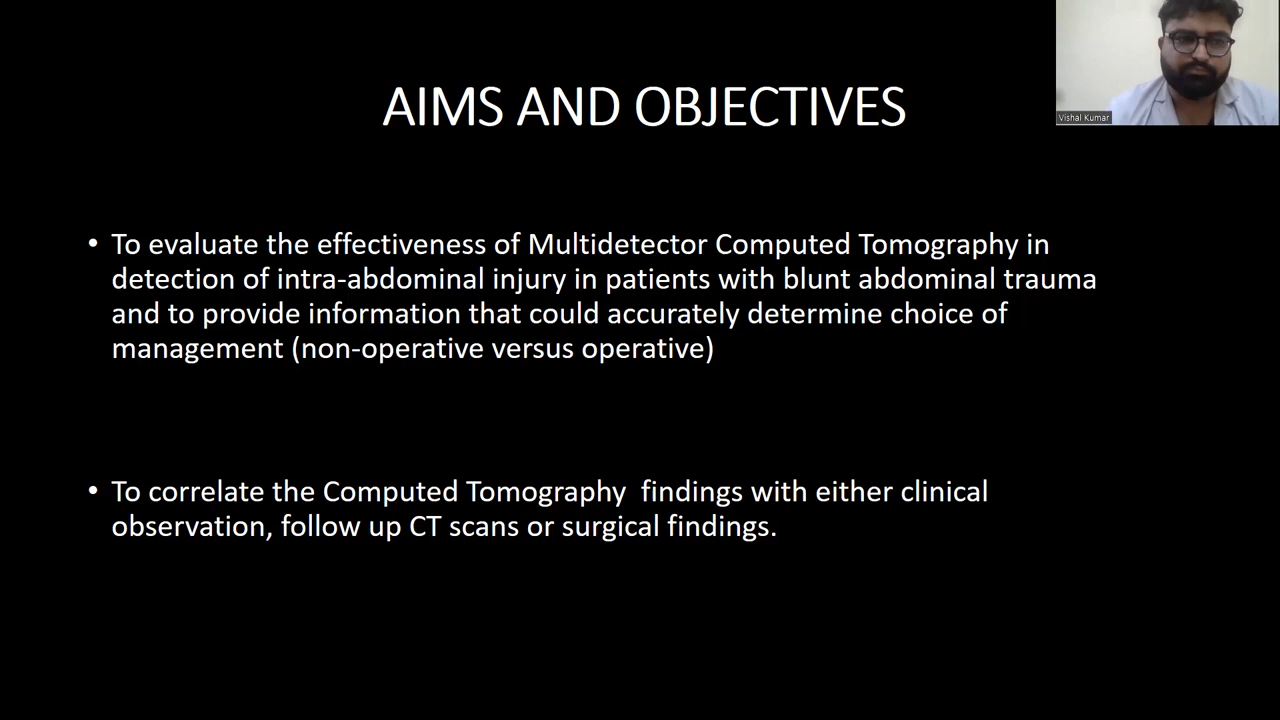 AIMS AND OBJECTIVES
Vishal Kumar
• To evaluate the effectiveness of Multidetector Computed Tomography in
detection of intra-abdominal injury in patients with blunt abdominal trauma
and to provide information that could accurately determine choice of
management (non-operative versus operative)
• To correlate the Computed Tomography  findings with either clinical
observation, follow up CT scans or surgical findings.